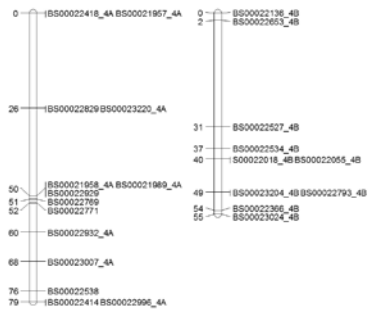 0 BS00022418_4A BS00021957_4A
26 BS00022829 BS00023220_4A
BS00021958_4A BS00021989_4A
50 BS00022929
51 BS00022769
52 BS00022771
60 BS00022932_4A
68 BS00023007_4A
76 BS00022538
79 BS00022414 BS00022996_4A
0 BS00022136_4B
2 BS00022653_4B
31 BS00022527_4B
37 BS00022534_4B
40 S00022018_4B BS00022055_4B
49 BS00023204_4B BS00022793_4B
54 BS00022366_4B
55 BS00023024_4B